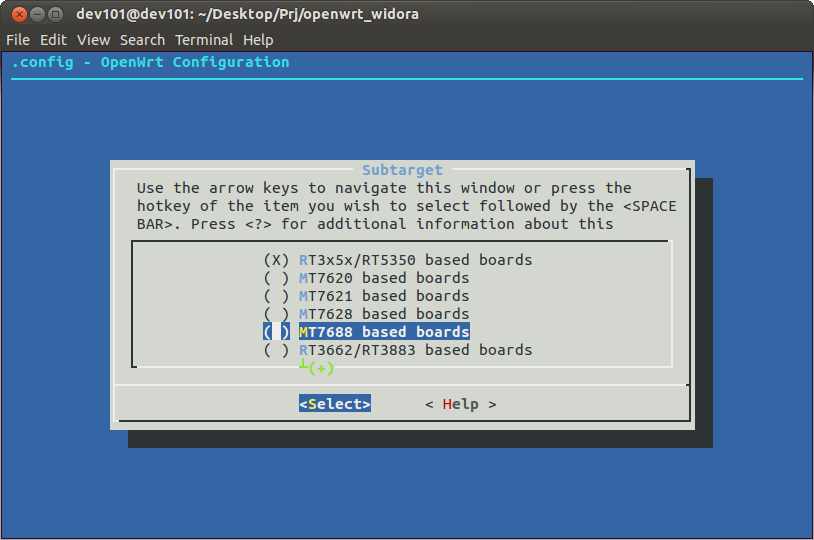 dev101@dev101: ~/Desktop/Prj/openwrt_widora
File Edit View Search Terminal Help
.config - OpenWrt Configuration
Subtarget
Use the arrow keys to navigate this window or press the
hotkey of the item you wish to select followed by the <SPACE
BAR>. Press <?> for additional information about this
(X) RT3x5x/RT5350 based boards
( ) MT7620 based boards
( ) MT7621 based boards
( ) MT7628 based boards
( ) MT7688 based boards
( ) RT3662/RT3883 based boards
┴(+)
<Select> < Help >